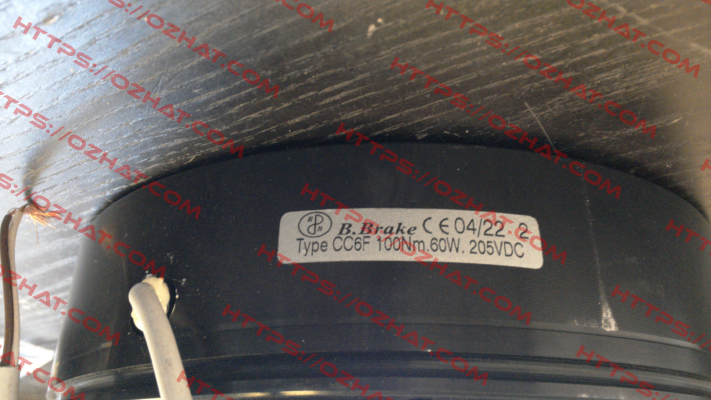 B.Brake CE 04/22 2
Type CC6F 100Nm.60W. 205VDC
HTTPS://OZHAT.COM